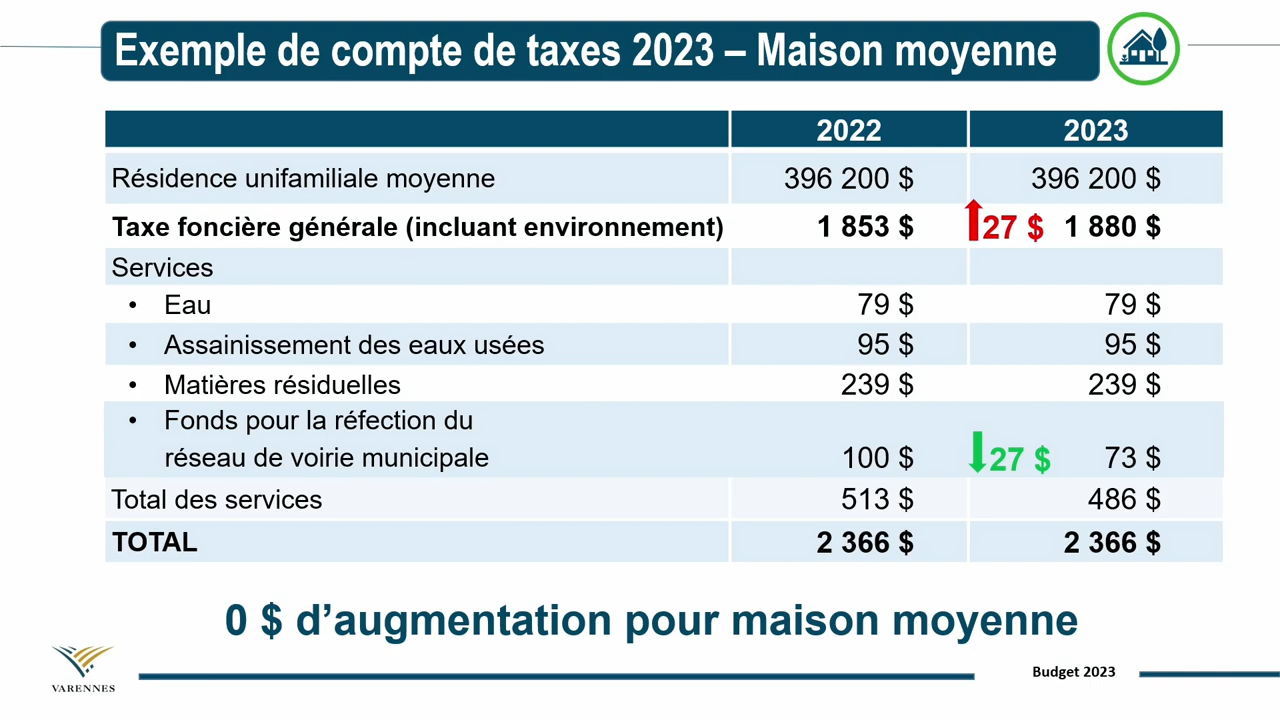 Exemple de compte de taxes 2023 – Maison moyenne
2022 2023
Résidence unifamiliale moyenne 396 200 $ 396 200 $
Taxe foncière générale (incluant environnement) 1 853 $ 27 $ 1 880 $
Services
• Eau 79 $ 79 $
• Assainissement des eaux usées 95 $ 95 $
• Matières résiduelles 239 $ 239 $
• Fonds pour la réfection du
réseau de voirie municipale 100 $ 27 $ 73 $
Total des services 513 $ 486 $
TOTAL 2 366 $ 2 366 $
0 $ d’augmentation pour maison moyenne
VARENNES
Budget 2023